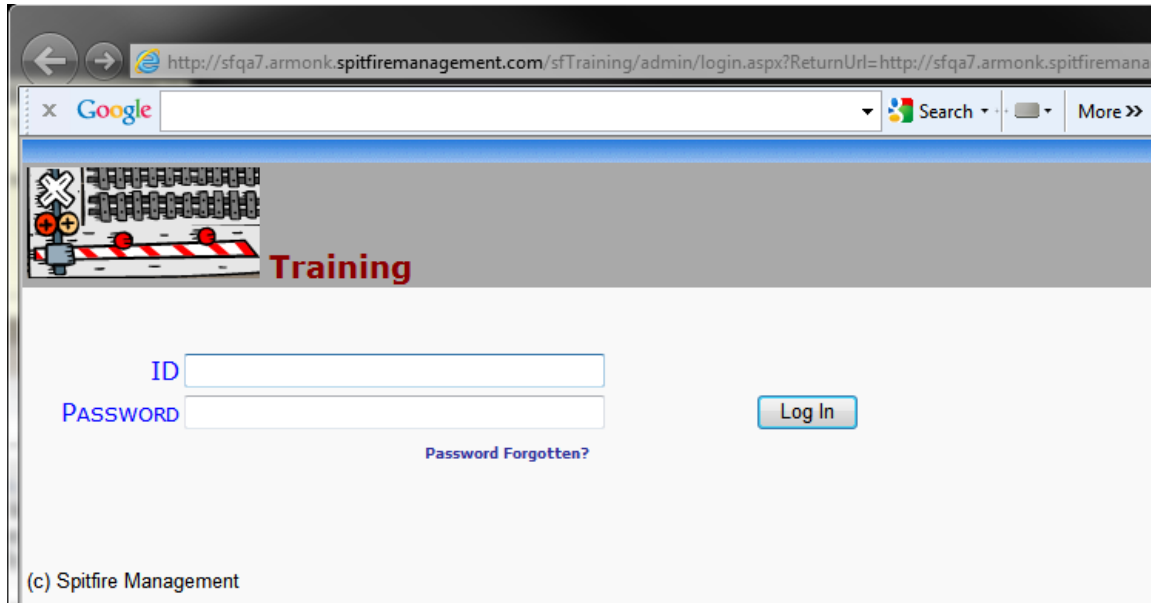 http://sfqa7.armonk.spitfiremanagement.com/sfTraining/admin/login.aspx?ReturnUrl=http://sfqa7.armonk.spitfiremana
x Google Search More >>
Training
ID
PASSWORD Log In
Password Forgotten?
(c) Spitfire Management